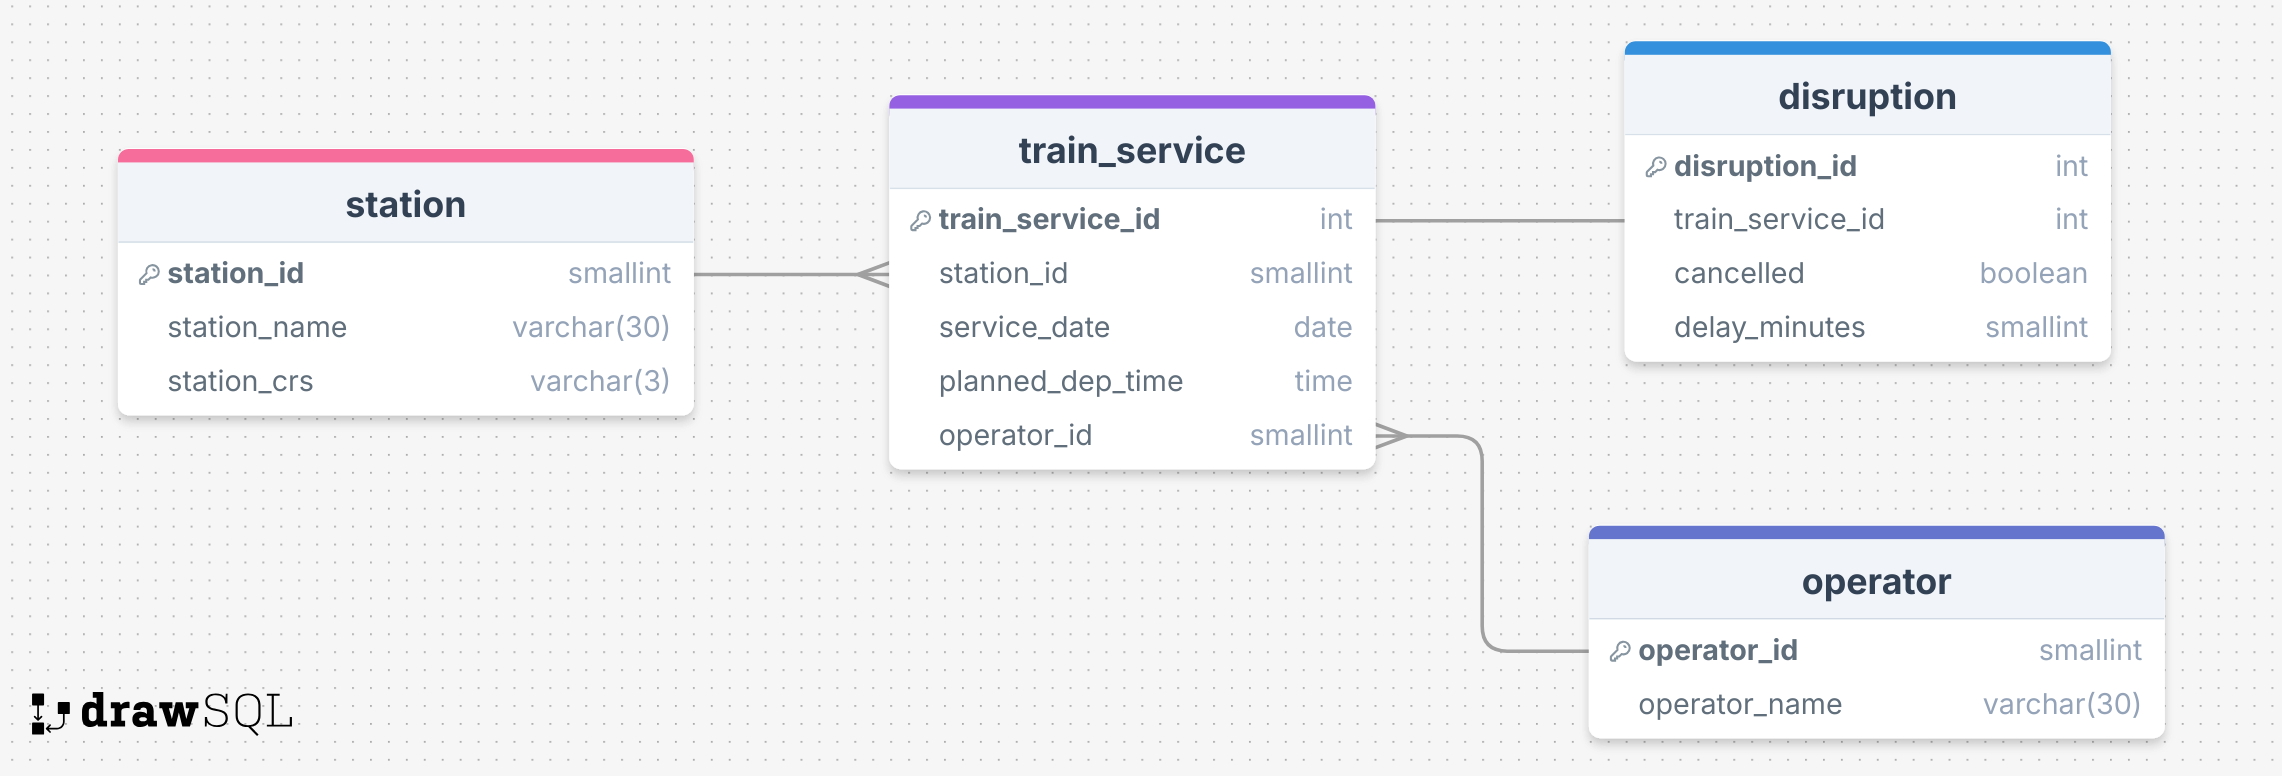 station
station_id smallint
station_name varchar(30)
station_crs varchar(3)
train_service
train_service_id int
station_id smallint
service_date date
planned_dep_time time
operator_id smallint
disruption
disruption_id int
train_service_id int
cancelled boolean
delay_minutes smallint
operator
operator_id smallint
operator_name varchar(30)
drawSQL